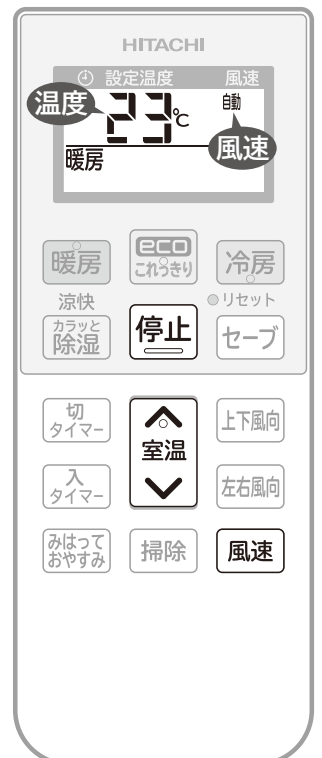 HITACHI
設定温度 風速
温度 23℃ 自動
暖房 風速
暖房 eco これっきり 冷房
涼快 リセット
カラッと除湿 停止 セーブ
切タイマー 室温 上下風向
入タイマー 左右風向
みはっておやすみ 掃除 風速